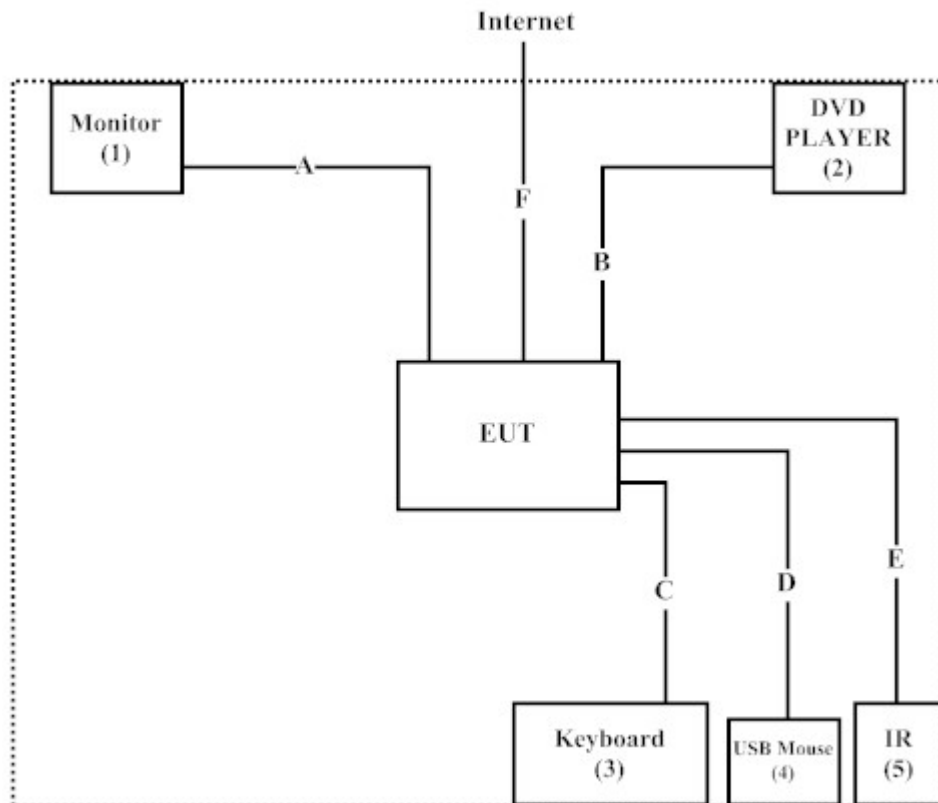 Internet
Monitor
(1)
DVD
PLAYER
(2)
A
F
B
EUT
E
D
C
Keyboard
(3)
USB Mouse
(4)
IR
(5)